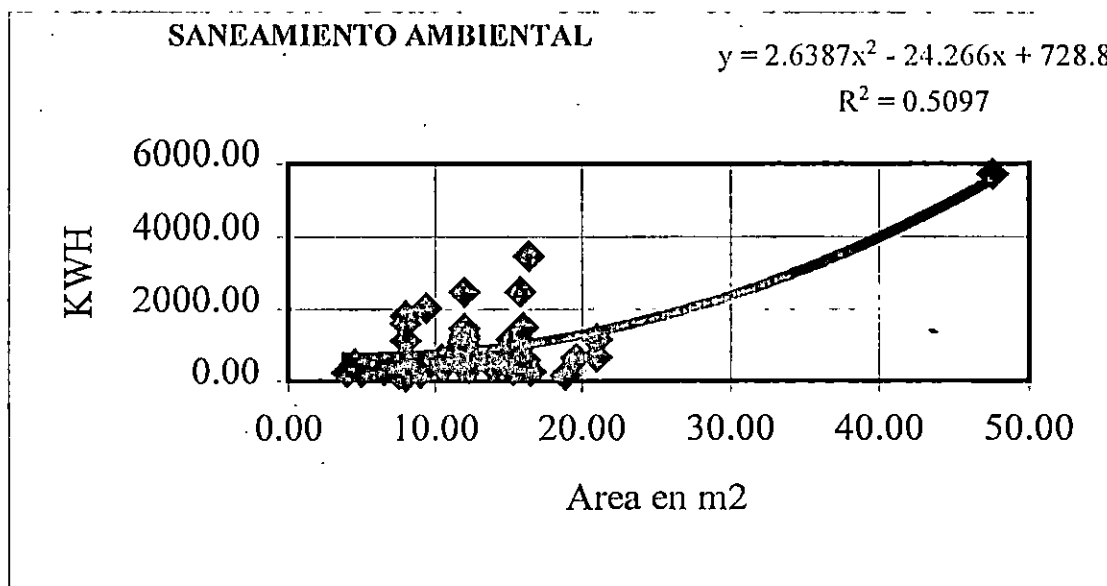 SANEAMIENTO AMBIENTAL
y = 2.6387x² - 24.266x + 728.8
R² = 0.5097
6000.00
4000.00
2000.00
0.00
KWH
0.00 10.00 20.00 30.00 40.00 50.00
Area en m2